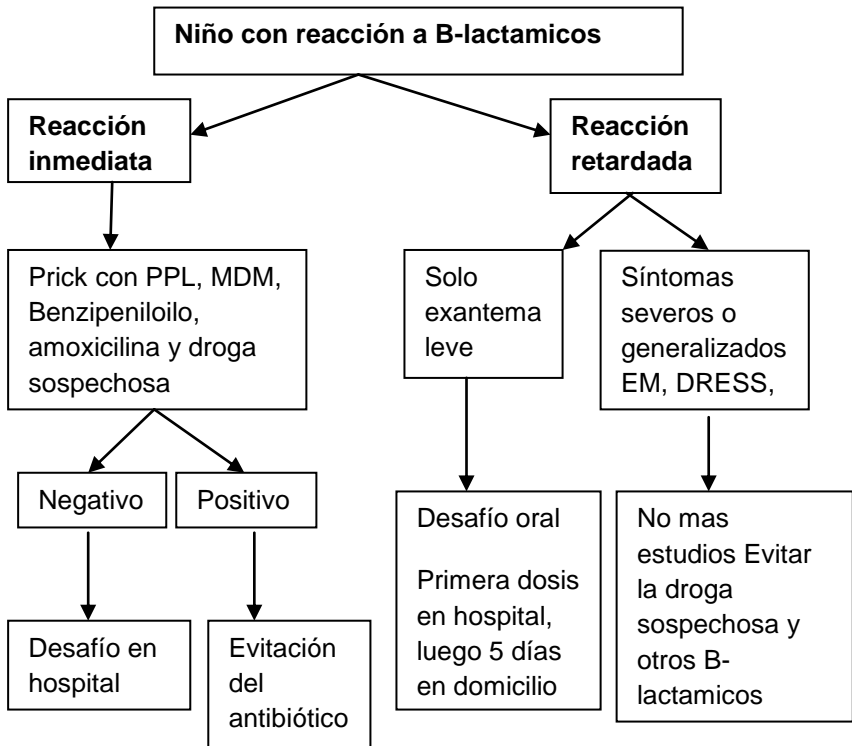 Niño con reacción a B-lactamicos
Reacción
inmediata
Reacción
retardada
Prick con PPL, MDM,
Benzipeniloilo,
amoxicilina y droga
sospechosa
Solo
exantema
leve
Síntomas
severos o
generalizados
EM, DRESS,
Negativo
Positivo
Desafío oral
Primera dosis
en hospital,
luego 5 días
en domicilio
No mas
estudios Evitar
la droga
sospechosa y
otros B-
lactamicos
Desafío en
hospital
Evitación
del
antibiótico